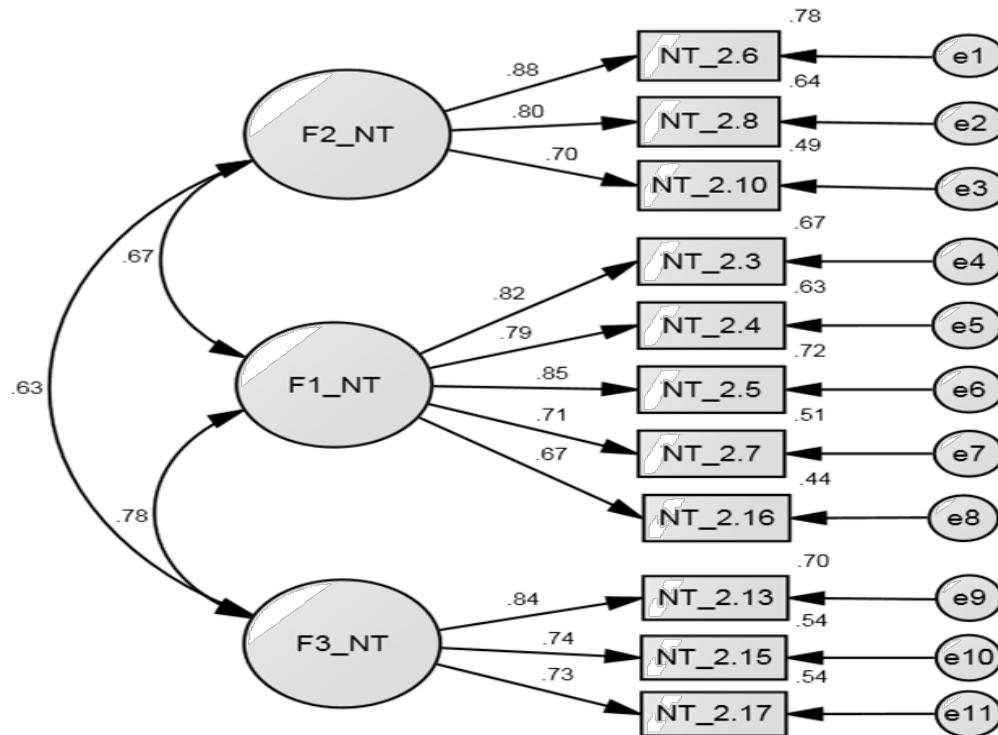 .78
NT_2.6
e1
.88
.64
F2_NT
.80
NT_2.8
e2
.49
.70
NT_2.10
e3
.67
.67
NT_2.3
e4
.82
.63
.79
NT_2.4
e5
.72
.63
F1_NT
.85
NT_2.5
e6
.51
.71
NT_2.7
e7
.67
.44
.78
NT_2.16
e8
.70
.84
NT_2.13
e9
.54
F3_NT
.74
NT_2.15
e10
.54
.73
NT_2.17
e11